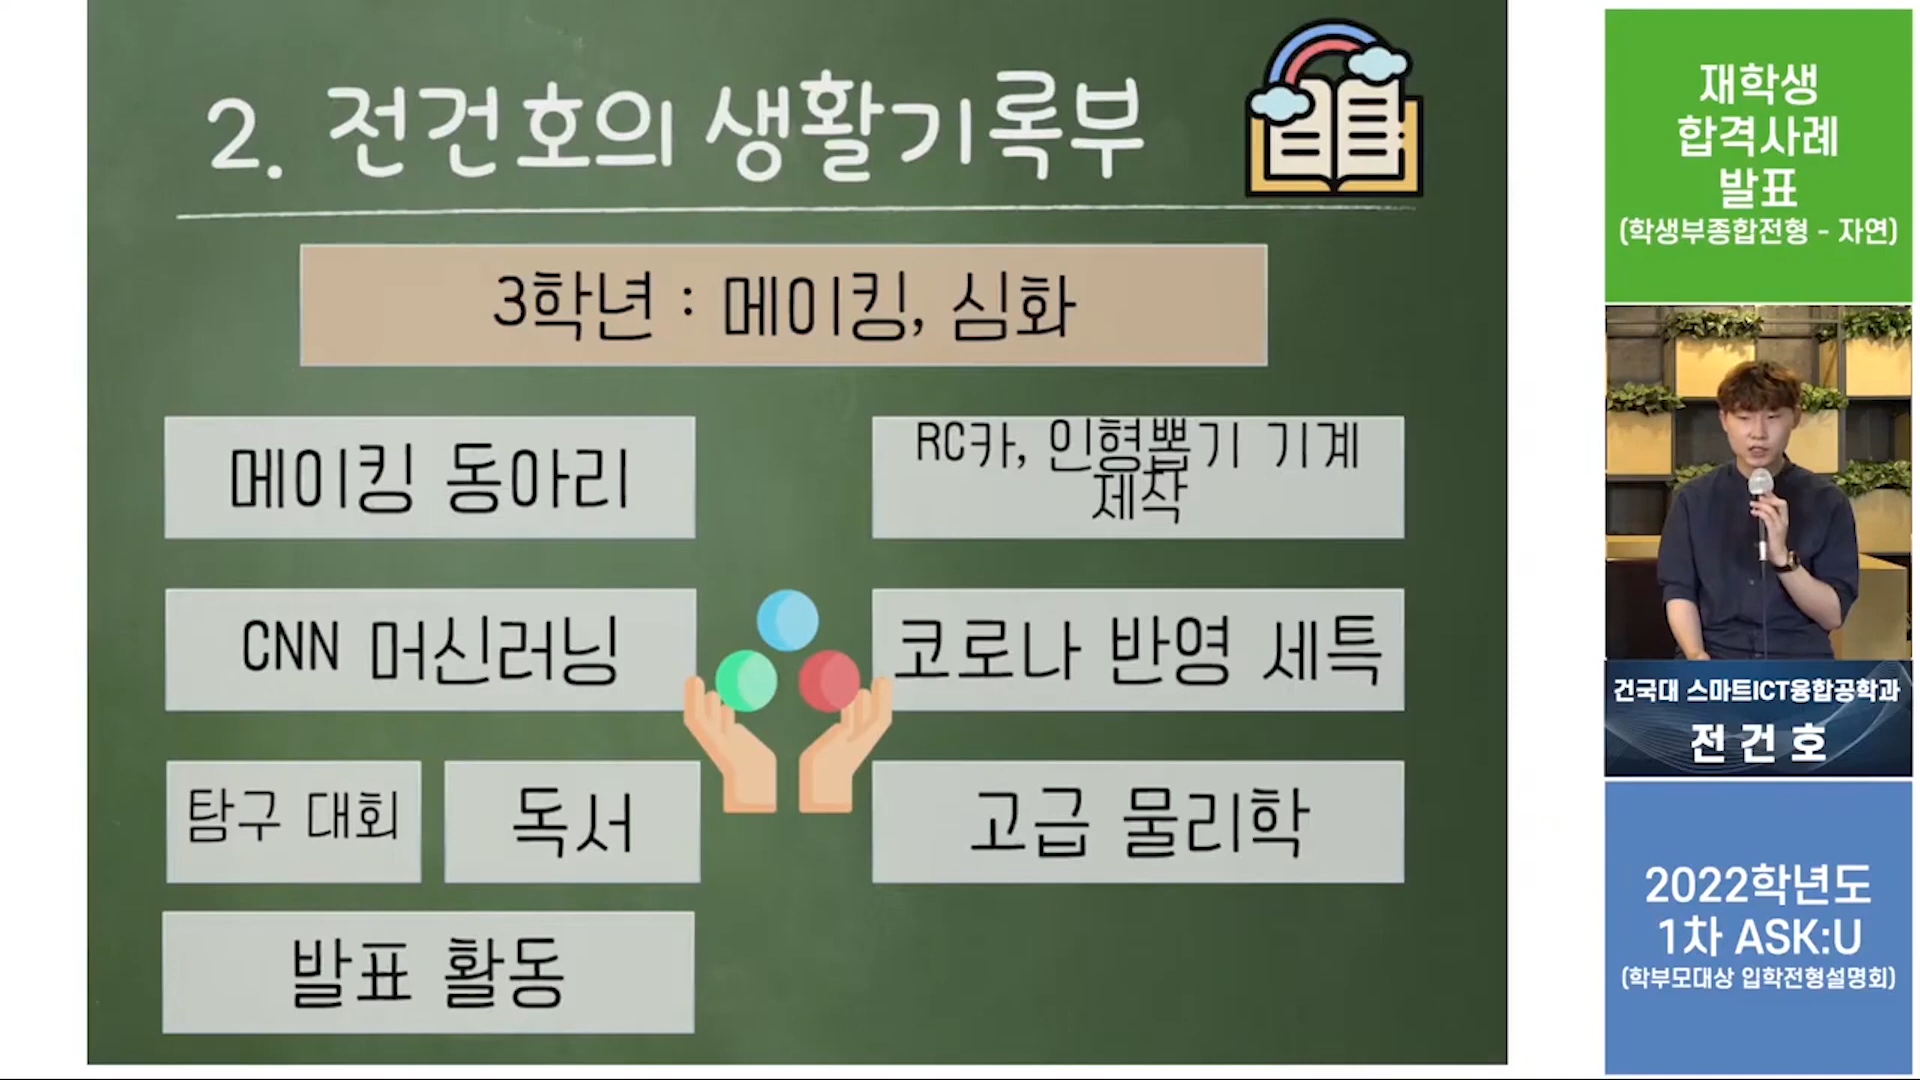 2. 전건호의 생활기록부
3학년 : 메이킹, 심화
메이킹 동아리
RC카, 인형뽑기 기계
제작
CNN 머신러닝
코로나 반영 세특
탐구 대회
독서
고급 물리학
발표 활동
재학생
합격사례
발표
(학생부종합전형 - 자연)
건국대 스마트ICT융합공학과
전건호
2022학년도
1차 ASK:U
(학부모대상 입학전형설명회)